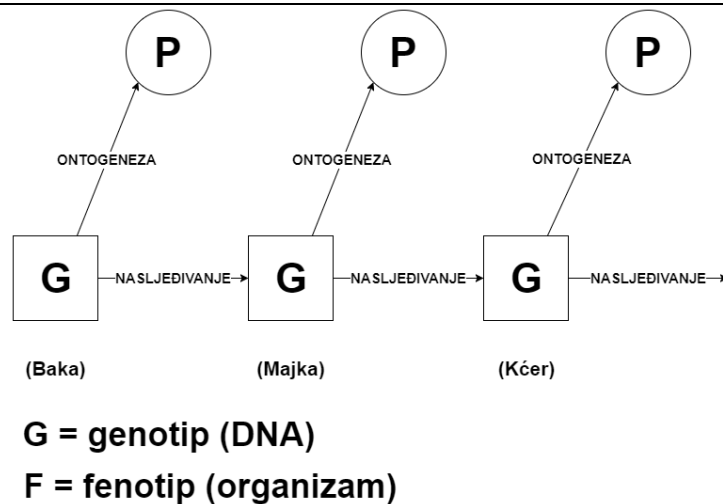 P P P
ONTOGENEZA ONTOGENEZA ONTOGENEZA
G NASLJEĐIVANJE G NASLJEĐIVANJE G NASLJEĐIVANJE
(Baka) (Majka) (Kćer)
G = genotip (DNA)
F = fenotip (organizam)